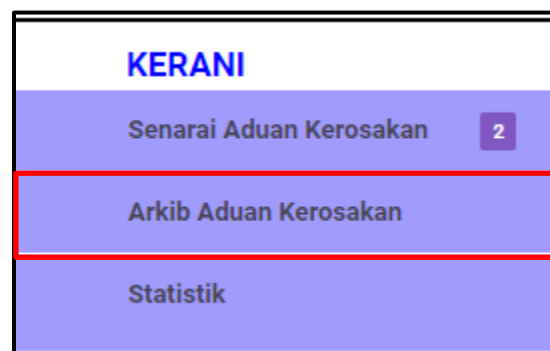 KERANI
Senarai Aduan Kerosakan 2
Arkib Aduan Kerosakan
Statistik